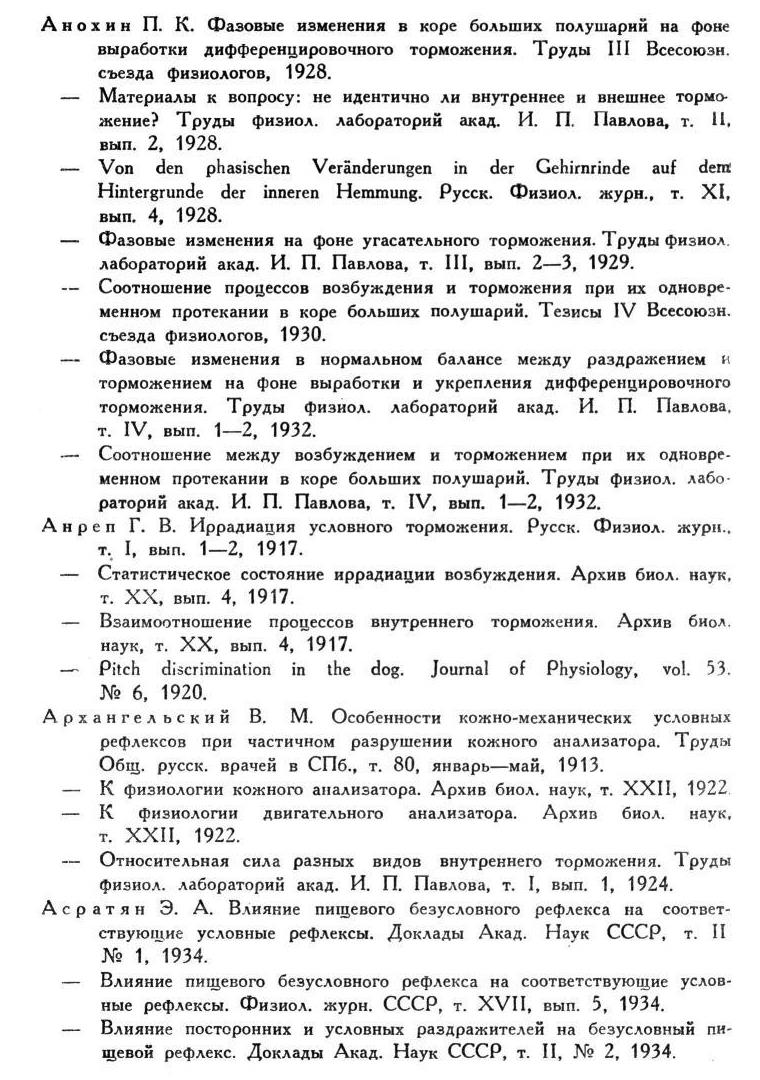 Анохин П. К. Фазовые изменения в коре больших полушарий на фоне
выработки дифференцировочного торможения. Труды III Всесоюзн.
съезда физиологов, 1928.
— Материалы к вопросу: не идентично ли внутреннее и внешнее тормо-
жение? Труды физиол. лабораторий акад. И. П. Павлова, т. II,
вып. 2, 1928.
— Von den phasischen Veränderungen in der Gehirnrinde auf dem
Hintergrunde der inneren Hemmung. Русск. Физиол. журн., т. XI,
вып. 4, 1928.
— Фазовые изменения на фоне угасательного торможения. Труды физиол.
лабораторий акад. И. П. Павлова, т. III, вып. 2—3, 1929.
— Соотношение процессов возбуждения и торможения при их одновре-
менном протекании в коре больших полушарий. Тезисы IV Всесоюзн.
съезда физиологов, 1930.
— Фазовые изменения в нормальном балансе между раздражением и
торможением на фоне выработки и укрепления дифференцировочного
торможения. Труды физиол. лабораторий акад. И. П. Павлова,
т. IV, вып. 1—2, 1932.
— Соотношение между возбуждением и торможением при их одновре-
менном протекании в коре больших полушарий. Труды физиол. лабо-
раторий акад. И. П. Павлова, т. IV, вып. 1—2, 1932.
Анреп Г. В. Иррадиация условного торможения. Русск. Физиол. журн.,
т. I, вып. 1—2, 1917.
— Статистическое состояние иррадиации возбуждения. Архив биол. наук,
т. XX, вып. 4, 1917.
— Взаимоотношение процессов внутреннего торможения. Архив биол.
наук, т. XX, вып. 4, 1917.
— Pitch discrimination in the dog. Journal of Physiology, vol. 53.
№ 6, 1920.
Архангельский В. М. Особенности кожно-механических условных
рефлексов при частичном разрушении кожного анализатора. Труды
Общ. русск. врачей в СПб., т. 80, январь—май, 1913.
— К физиологии кожного анализатора. Архив биол. наук, т. XXII, 1922.
— К физиологии двигательного анализатора. Архив биол. наук,
т. XXII, 1922.
— Относительная сила разных видов внутреннего торможения. Труды
физиол. лабораторий акад. И. П. Павлова, т. I, вып. 1, 1924.
Асратян Э. А. Влияние пищевого безусловного рефлекса на соответ-
ствующие условные рефлексы. Доклады Акад. Наук СССР, т. II
№ 1, 1934.
— Влияние пищевого безусловного рефлекса на соответствующие услов-
ные рефлексы. Физиол. журн. СССР, т. XVII, вып. 5, 1934.
— Влияние посторонних и условных раздражителей на безусловный пи-
щевой рефлекс. Доклады Акад. Наук СССР, т. II, № 2, 1934.